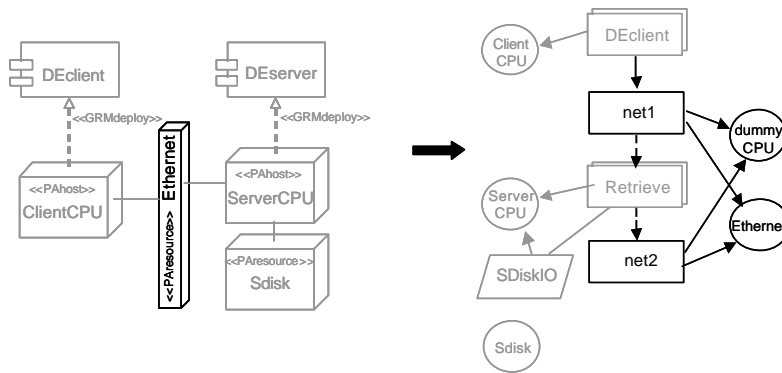 DEclient
DEserver
<<GRMdeploy>>
<<GRMdeploy>>
<<PAhost>>
ClientCPU
<<PAresource>> Ethernet
<<PAhost>>
ServerCPU
<<PAresource>>
Sdisk
Client
CPU
DEclient
net1
dummy
CPU
Server
CPU
Retrieve
Etherne
net2
SDiskIO
Sdisk